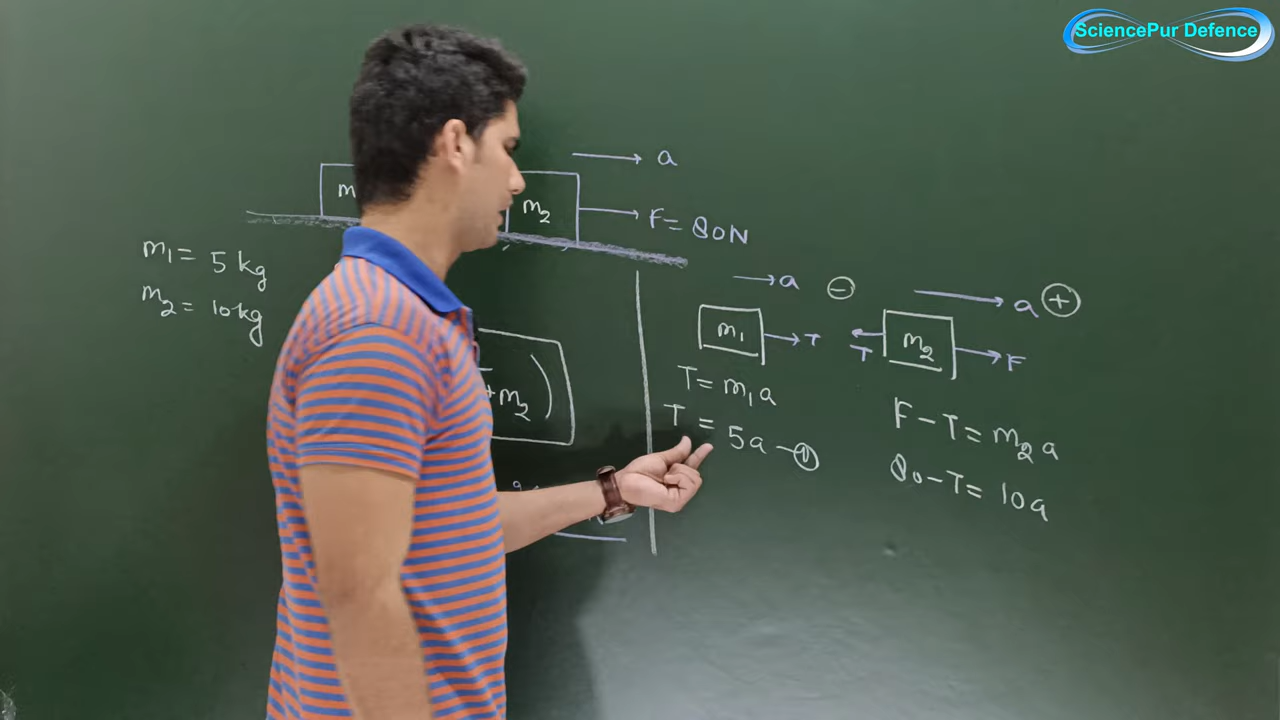 SciencePur Defence
a
m
m₂
F = 80N
m₁ = 5 kg
m₂ = 10 kg
a
−
a
+
m₁
T
T
m₂
F
+m₂)
T = m₁a
T = 5a − ①
F − T = m₂a
80 − T = 10a